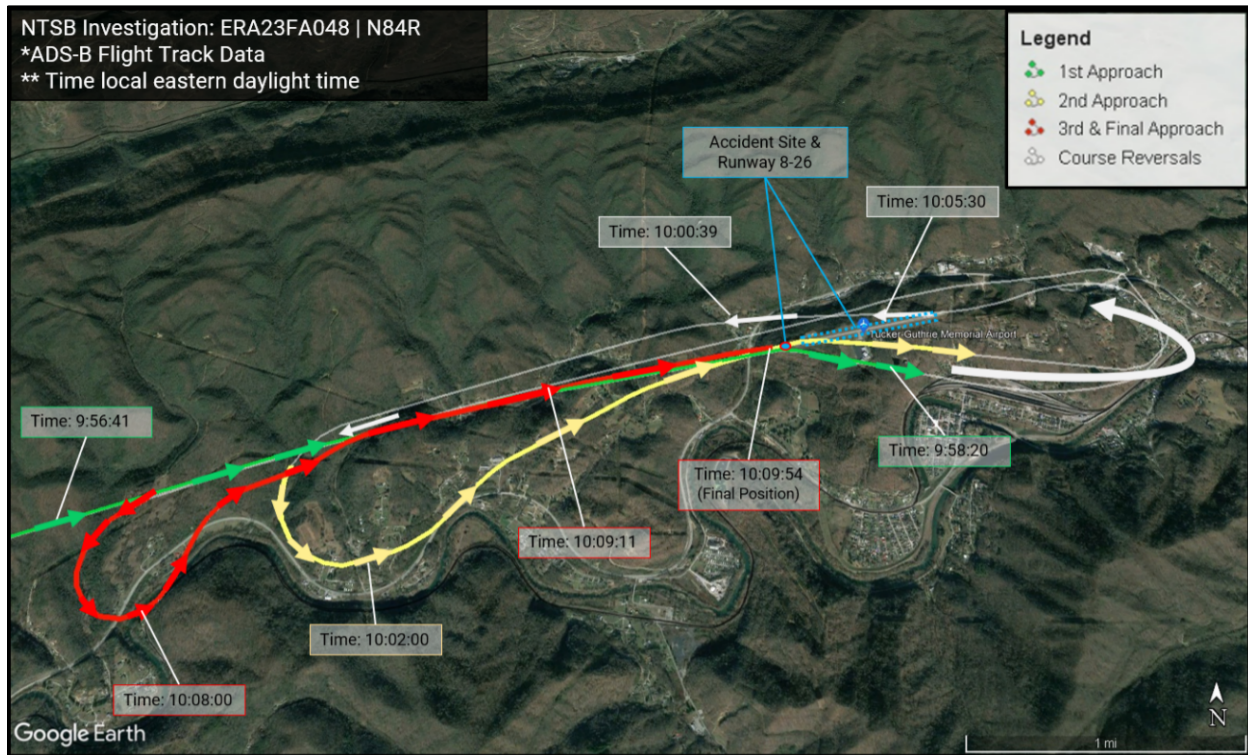 NTSB Investigation: ERA23FA048 | N84R
*ADS-B Flight Track Data
** Time local eastern daylight time
Legend
1st Approach
2nd Approach
3rd & Final Approach
Course Reversals
Accident Site &
Runway 8-26
Time: 10:05:30
Time: 10:00:39
Tucker-Guthrie Memorial Airport
Time: 9:56:41
Time: 9:58:20
Time: 10:09:54
(Final Position)
Time: 10:09:11
Time: 10:02:00
Time: 10:08:00
Google Earth
N
1 mi